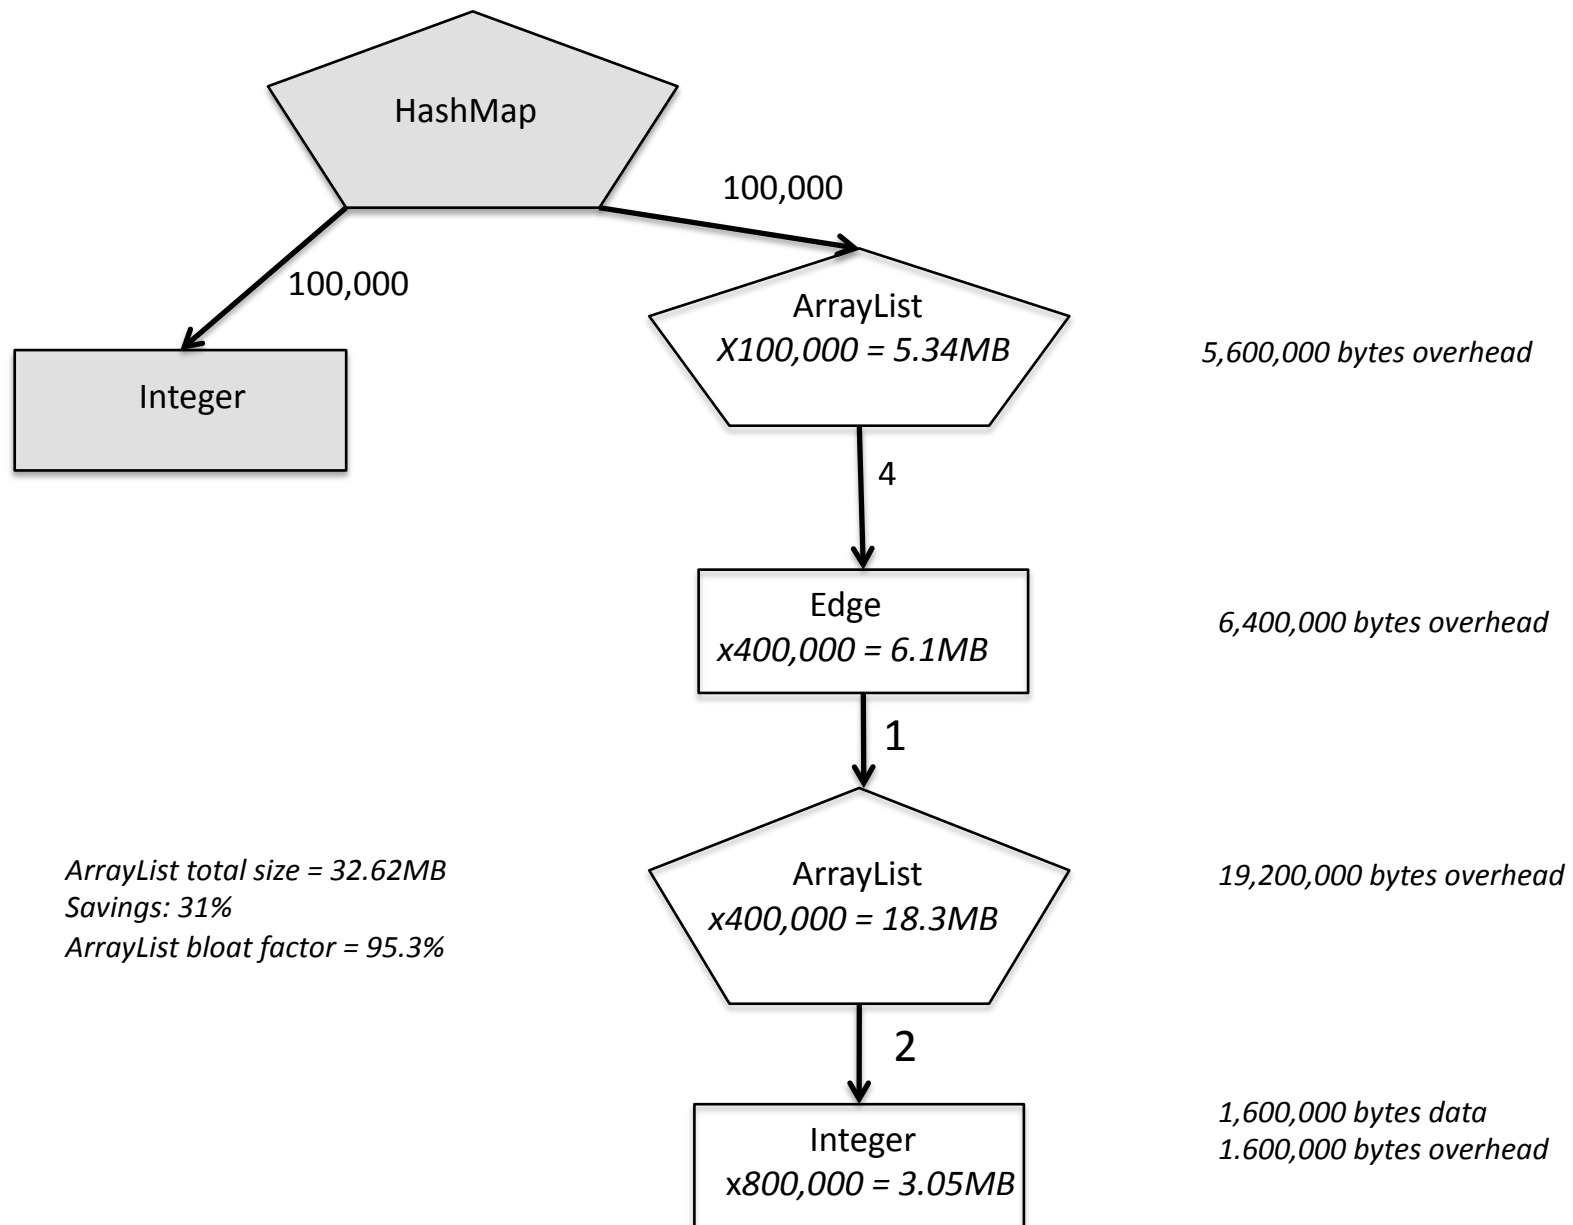 HashMap
100,000
100,000
ArrayList
X100,000 = 5.34MB
5,600,000 bytes overhead
Integer
4
Edge
x400,000 = 6.1MB
6,400,000 bytes overhead
1
ArrayList total size = 32.62MB
Savings: 31%
ArrayList bloat factor = 95.3%
ArrayList
x400,000 = 18.3MB
19,200,000 bytes overhead
2
Integer
x800,000 = 3.05MB
1,600,000 bytes data
1.600,000 bytes overhead